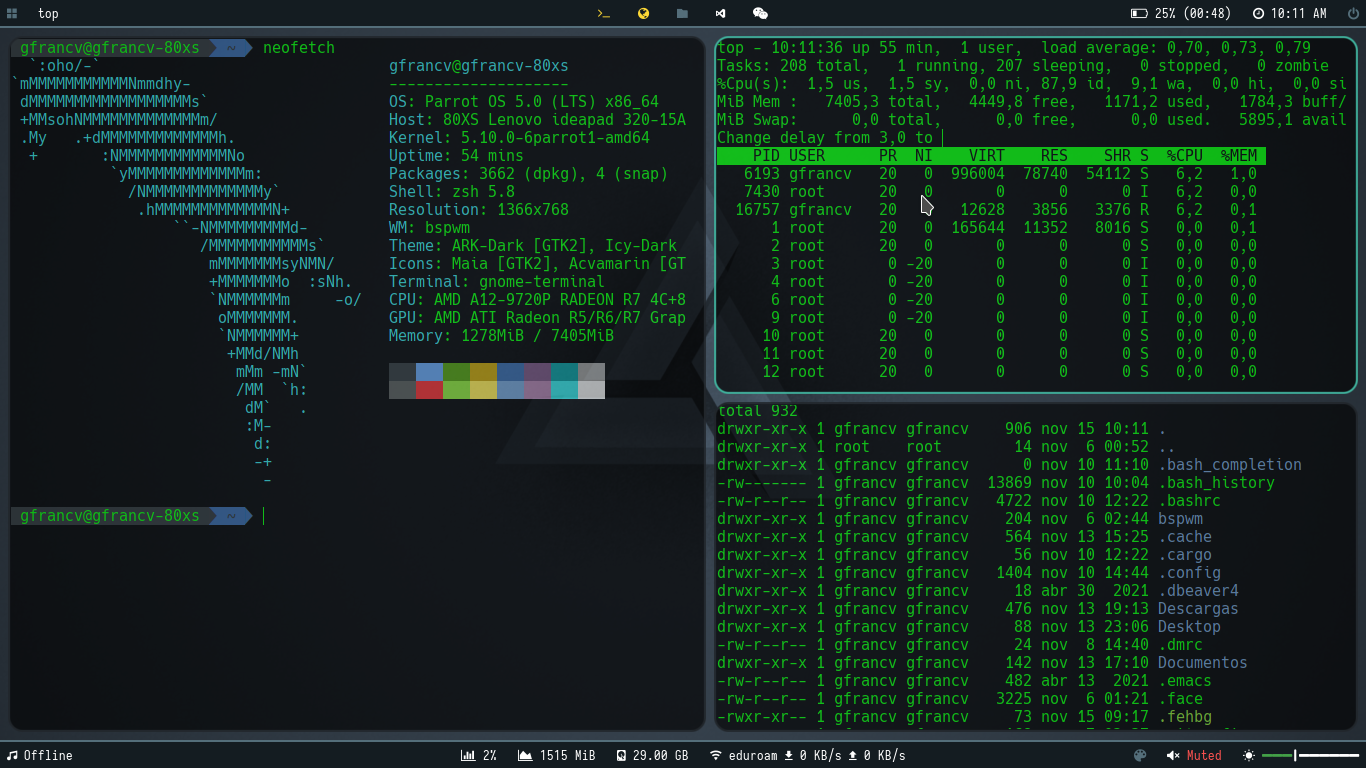 top
25% (00:48)
10:11 AM
gfrancv@gfrancv-80xs ~ neofetch
`:oho/-`
`mMMMMMMMMMMMNmmdhy-
dMMMMMMMMMMMMMMMMMMs`
+MMsohNMMMMMMMMMMMMMm/
.My   .+dMMMMMMMMMMMMMh.
+       :NMMMMMMMMMMMMNo
`yMMMMMMMMMMMMMm:
/NMMMMMMMMMMMMMy`
.hMMMMMMMMMMMMMN+
``-NMMMMMMMMMd-
/MMMMMMMMMMMs`
mMMMMMMMsyNMN/
+MMMMMMMo  :sNh.
`NMMMMMMm     -o/
oMMMMMMM.
`NMMMMMM+
+MMd/NMh
mMm -mN`
/MM  `h:
dM`   .
:M-
d:
-+
-
gfrancv@gfrancv-80xs
--------------------
OS: Parrot OS 5.0 (LTS) x86_64
Host: 80XS Lenovo ideapad 320-15A
Kernel: 5.10.0-6parrot1-amd64
Uptime: 54 mins
Packages: 3662 (dpkg), 4 (snap)
Shell: zsh 5.8
Resolution: 1366x768
WM: bspwm
Theme: ARK-Dark [GTK2], Icy-Dark
Icons: Maia [GTK2], Acvamarin [GT
Terminal: gnome-terminal
CPU: AMD A12-9720P RADEON R7 4C+8
GPU: AMD ATI Radeon R5/R6/R7 Grap
Memory: 1278MiB / 7405MiB
gfrancv@gfrancv-80xs ~
top - 10:11:36 up 55 min,  1 user,  load average: 0,70, 0,73, 0,79
Tasks: 208 total,   1 running, 207 sleeping,   0 stopped,   0 zombie
%Cpu(s):  1,5 us,  1,5 sy,  0,0 ni, 87,9 id,  9,1 wa,  0,0 hi,  0,0 si
MiB Mem :   7405,3 total,   4449,8 free,   1171,2 used,   1784,3 buff/
MiB Swap:      0,0 total,      0,0 free,      0,0 used.   5895,1 avail
Change delay from 3,0 to
PID USER      PR  NI    VIRT    RES    SHR S  %CPU  %MEM
6193 gfrancv   20   0  996004  78740  54112 S   6,2   1,0
7430 root      20   0       0      0      0 I   6,2   0,0
16757 gfrancv   20      12628   3856   3376 R   6,2   0,1
1 root      20   0  165644  11352   8016 S   0,0   0,1
2 root      20   0       0      0      0 S   0,0   0,0
3 root       0 -20       0      0      0 I   0,0   0,0
4 root       0 -20       0      0      0 I   0,0   0,0
6 root       0 -20       0      0      0 I   0,0   0,0
9 root       0 -20       0      0      0 I   0,0   0,0
10 root      20   0       0      0      0 S   0,0   0,0
11 root      20   0       0      0      0 S   0,0   0,0
12 root      20   0       0      0      0 S   0,0   0,0
total 932
drwxr-xr-x 1 gfrancv gfrancv    906 nov 15 10:11 .
drwxr-xr-x 1 root    root        14 nov  6 00:52 ..
drwxr-xr-x 1 gfrancv gfrancv      0 nov 10 11:10 .bash_completion
-rw------- 1 gfrancv gfrancv  13869 nov 10 10:04 .bash_history
-rw-r--r-- 1 gfrancv gfrancv   4722 nov 10 12:22 .bashrc
drwxr-xr-x 1 gfrancv gfrancv    204 nov  6 02:44 bspwm
drwxr-xr-x 1 gfrancv gfrancv    564 nov 13 15:25 .cache
drwxr-xr-x 1 gfrancv gfrancv     56 nov 10 12:22 .cargo
drwxr-xr-x 1 gfrancv gfrancv   1404 nov 10 14:44 .config
drwxr-xr-x 1 gfrancv gfrancv     18 abr 30  2021 .dbeaver4
drwxr-xr-x 1 gfrancv gfrancv    476 nov 13 19:13 Descargas
drwxr-xr-x 1 gfrancv gfrancv     88 nov 13 23:06 Desktop
-rw-r--r-- 1 gfrancv gfrancv     24 nov  8 14:40 .dmrc
drwxr-xr-x 1 gfrancv gfrancv    142 nov 13 17:10 Documentos
-rw-r--r-- 1 gfrancv gfrancv    482 abr 13  2021 .emacs
-rw-r--r-- 1 gfrancv gfrancv   3225 nov  6 01:21 .face
-rwxr-xr-- 1 gfrancv gfrancv     73 nov 15 09:17 .fehbg
Offline
2%
1515 MiB
29.00 GB
eduroam 0 KB/s 0 KB/s
Muted